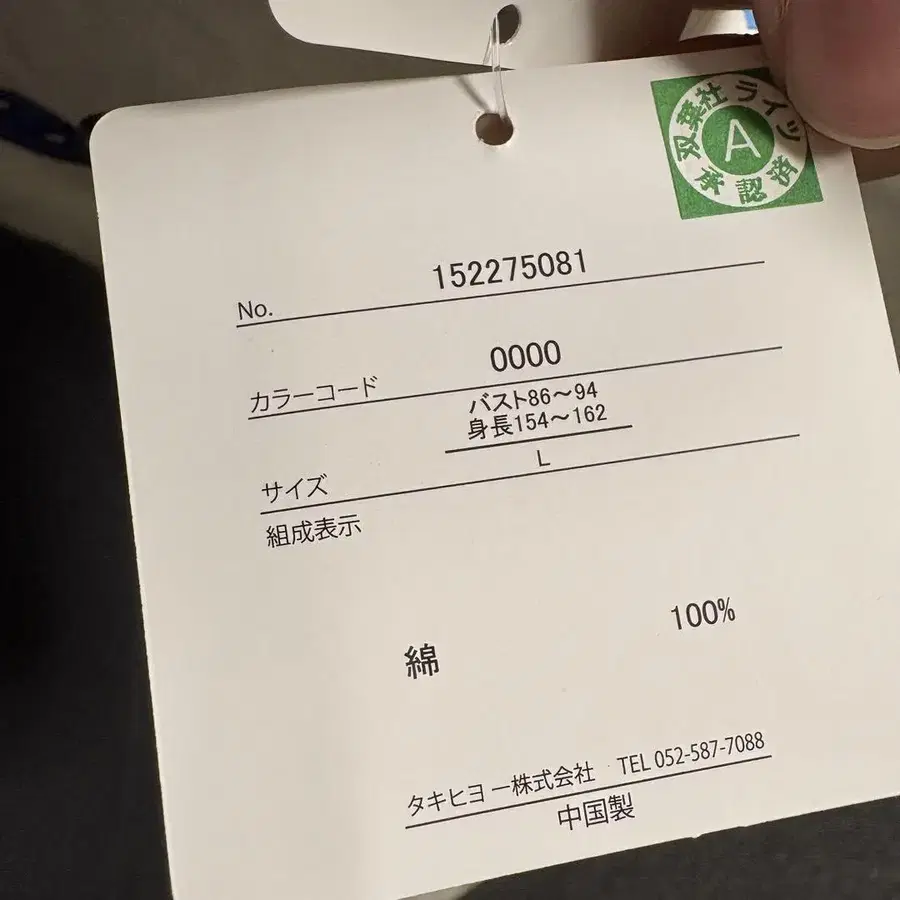 双葉社ライツ
A
承認済
No. 152275081
カラーコード 0000
バスト86～94
身長154～162
サイズ L
組成表示
綿 100%
タキヒヨー株式会社 TEL 052-587-7088
中国製